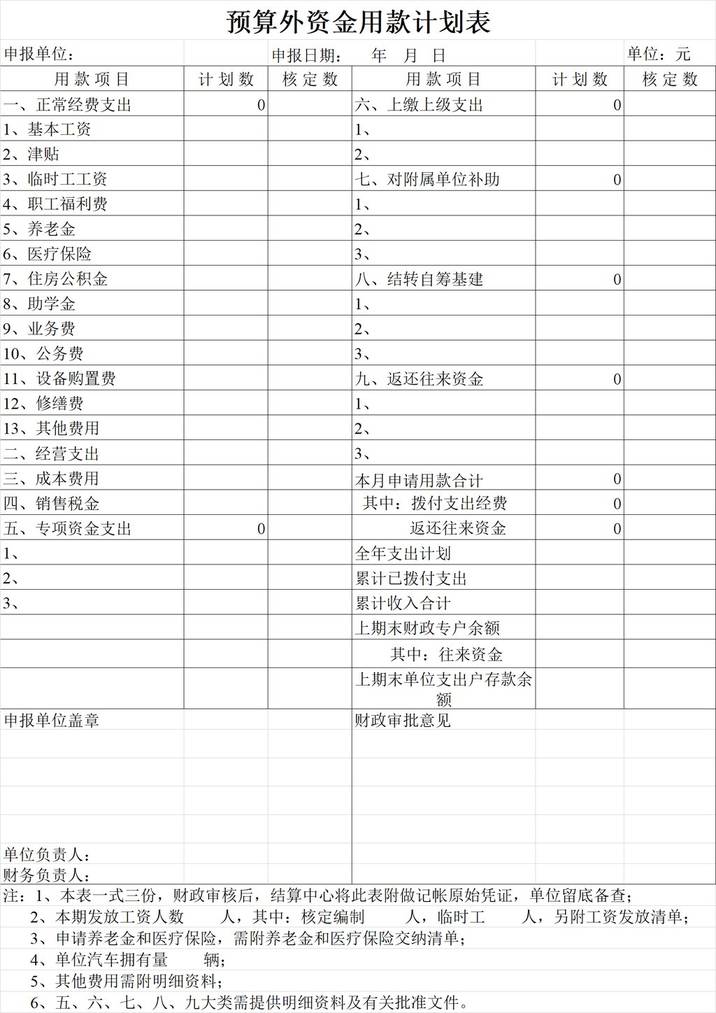 预算外资金用款计划表
申报单位： 申报日期： 年 月 日 单位：元
用款项目 计划数 核定数 用款项目 计划数 核定数
一、正常经费支出 0 六、上缴上级支出 0
1、基本工资 1、
2、津贴 2、
3、临时工工资 七、对附属单位补助 0
4、职工福利费 1、
5、养老金 2、
6、医疗保险 3、
7、住房公积金 八、结转自筹基建 0
8、助学金 1、
9、业务费 2、
10、公务费 3、
11、设备购置费 九、返还往来资金 0
12、修缮费 1、
13、其他费用 2、
二、经营支出 3、
三、成本费用 本月申请用款合计 0
四、销售税金 其中：拨付支出经费 0
五、专项资金支出 0 返还往来资金 0
1、 全年支出计划
2、 累计已拨付支出
3、 累计收入合计
上期末财政专户余额
其中：往来资金
上期末单位支出户存款余
额
申报单位盖章 财政审批意见
单位负责人：
财务负责人：
注：1、本表一式三份，财政审核后，结算中心将此表附做记帐原始凭证，单位留底备查；
2、本期发放工资人数 人，其中：核定编制 人，临时工 人，另附工资发放清单；
3、申请养老金和医疗保险，需附养老金和医疗保险交纳清单；
4、单位汽车拥有量 辆；
5、其他费用需附明细资料；
6、五、六、七、八、九大类需提供明细资料及有关批准文件。